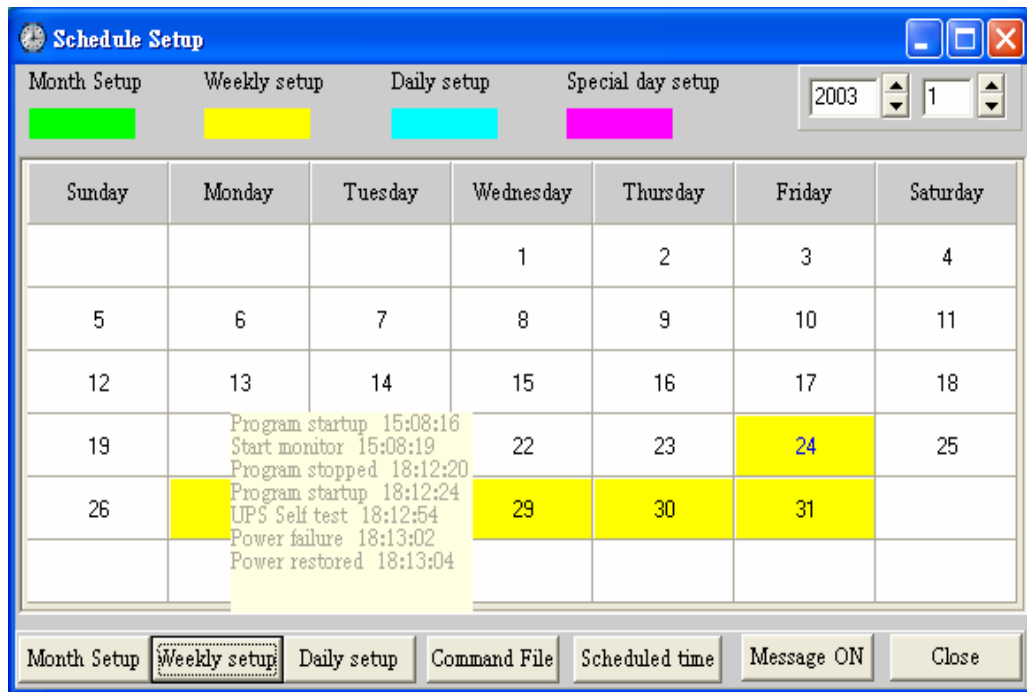 Schedule Setup
Month Setup Weekly setup Daily setup Special day setup 2003 1
Sunday Monday Tuesday Wednesday Thursday Friday Saturday
1 2 3 4
5 6 7 8 9 10 11
12 13 14 15 16 17 18
19 22 23 24 25
26 29 30 31
Program startup 15:08:16
Start monitor 15:08:19
Program stopped 18:12:20
Program startup 18:12:24
UPS Self test 18:12:54
Power failure 18:13:02
Power restored 18:13:04
Month Setup Weekly setup Daily setup Command File Scheduled time Message ON Close